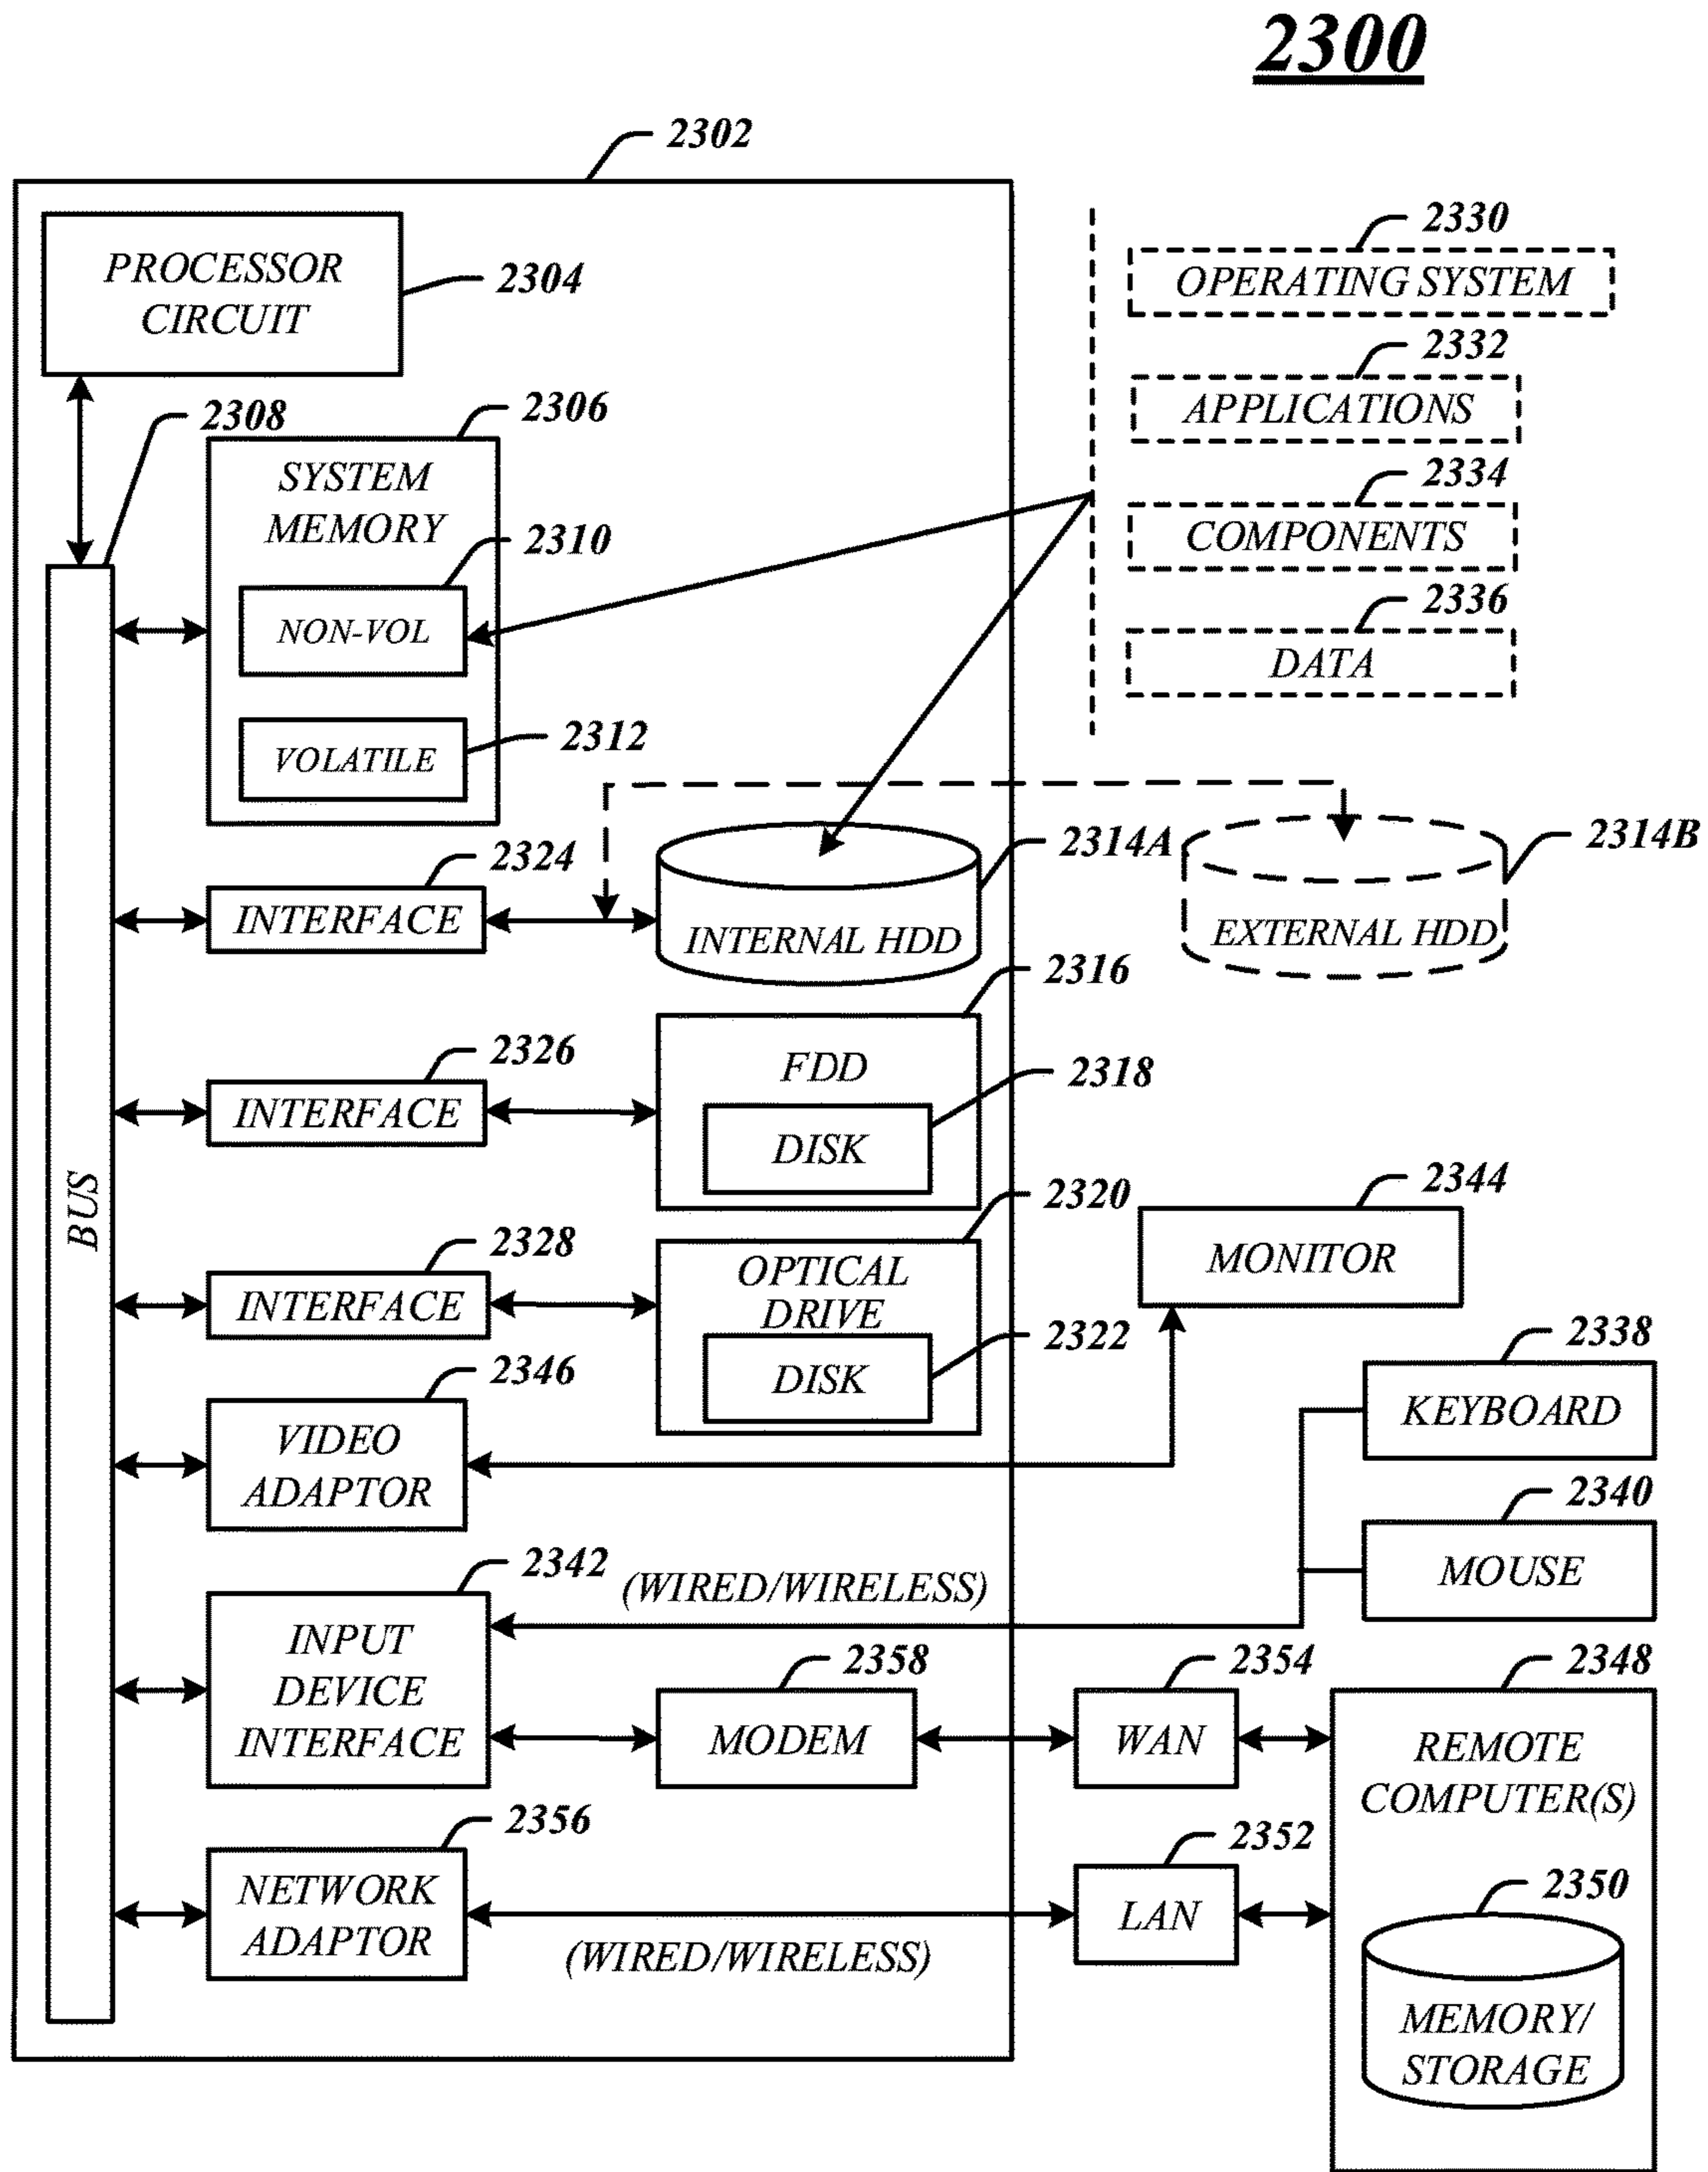 2300
2302
PROCESSOR
CIRCUIT
2304
2308
2306
SYSTEM
MEMORY
2310
NON-VOL
2312
VOLATILE
2330
OPERATING SYSTEM
2332
APPLICATIONS
2334
COMPONENTS
2336
DATA
BUS
2324
INTERFACE
2314A
INTERNAL HDD
2314B
EXTERNAL HDD
2326
INTERFACE
2316
FDD
2318
DISK
2328
INTERFACE
2320
OPTICAL
DRIVE
2322
DISK
2344
MONITOR
2346
VIDEO
ADAPTOR
2338
KEYBOARD
2340
MOUSE
2342
INPUT
DEVICE
INTERFACE
(WIRED/WIRELESS)
2358
MODEM
2354
WAN
2348
REMOTE
COMPUTER(S)
2356
NETWORK
ADAPTOR
(WIRED/WIRELESS)
2352
LAN
2350
MEMORY/
STORAGE